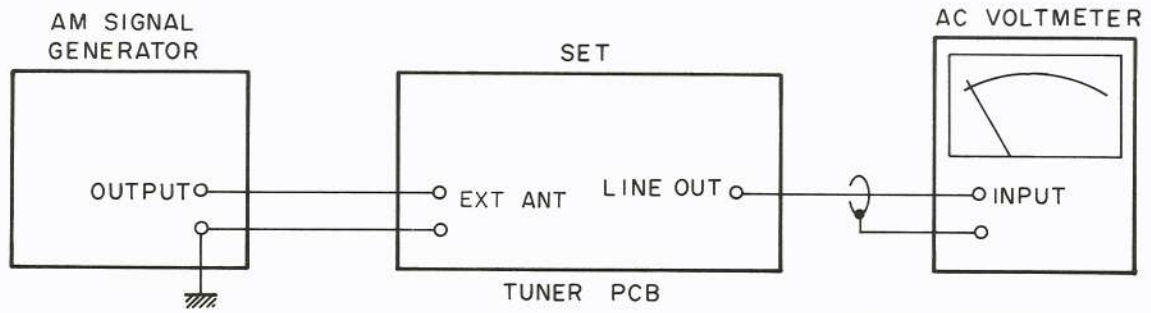 AM SIGNAL
GENERATOR
OUTPUT
SET
EXT ANT
LINE OUT
TUNER PCB
AC VOLTMETER
INPUT